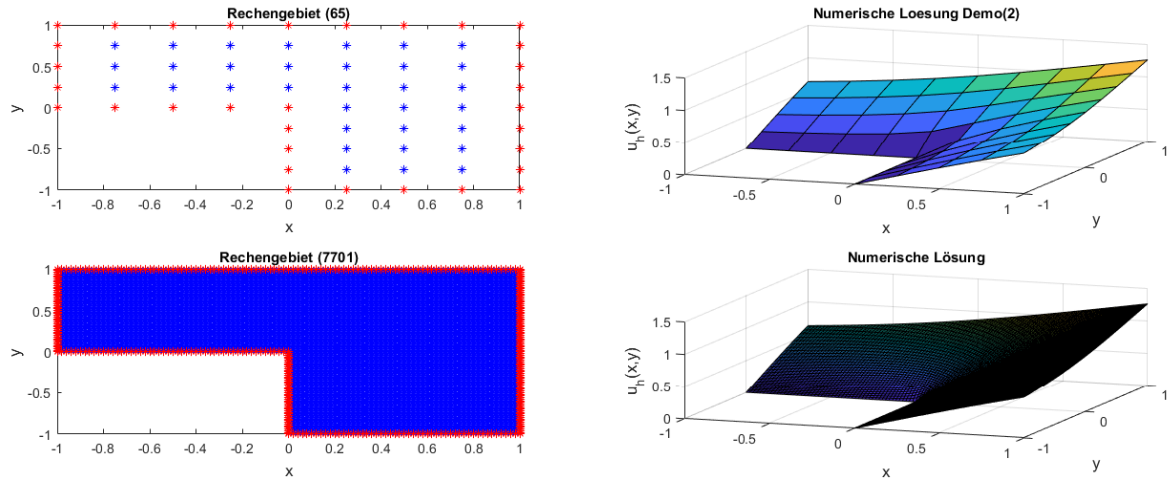 Rechengebiet (65)
1
0.5
0
-0.5
-1
y
-1 -0.8 -0.6 -0.4 -0.2 0 0.2 0.4 0.6 0.8 1
x
Numerische Loesung Demo(2)
1.5
1
0.5
0
u_h(x,y)
-1 -0.5 0 0.5 1
x
-1 0 1
y
Rechengebiet (7701)
1
0.5
0
-0.5
-1
y
-1 -0.8 -0.6 -0.4 -0.2 0 0.2 0.4 0.6 0.8 1
x
Numerische Lösung
1.5
1
0.5
0
u_h(x,y)
-1 -0.5 0 0.5 1
x
-1 0 1
y